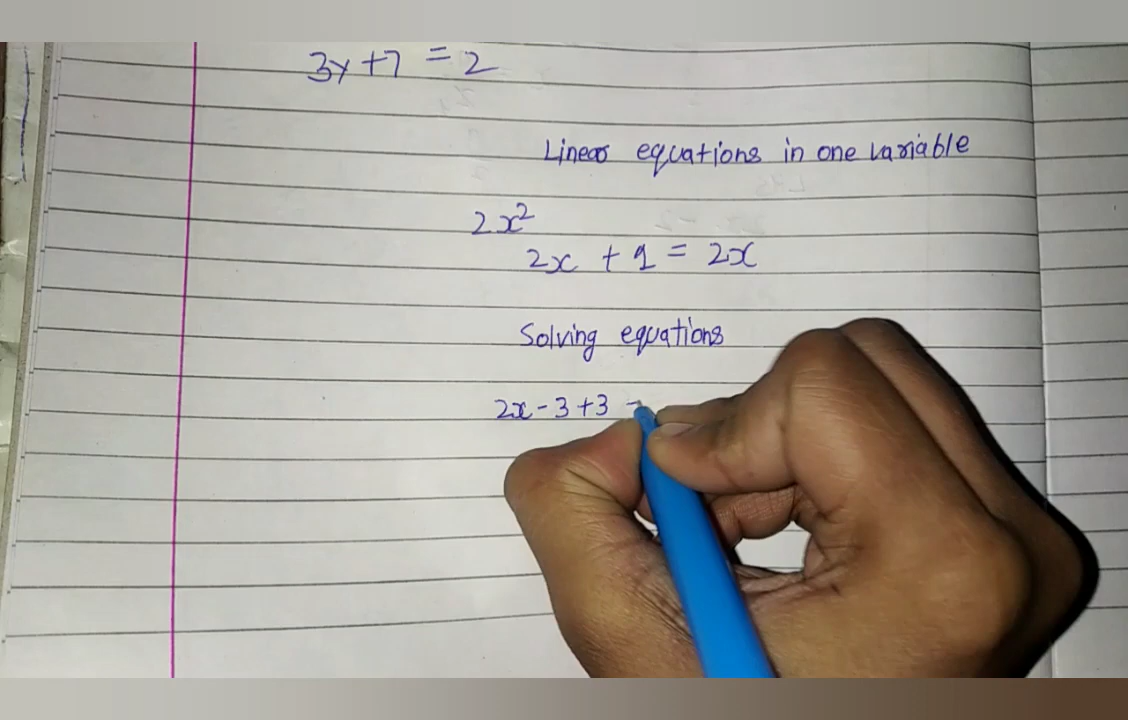 3y + 7 = 2
Linear equations in one variable
2x²
2x + 1 = 2x
Solving equations
2x - 3 + 3 =